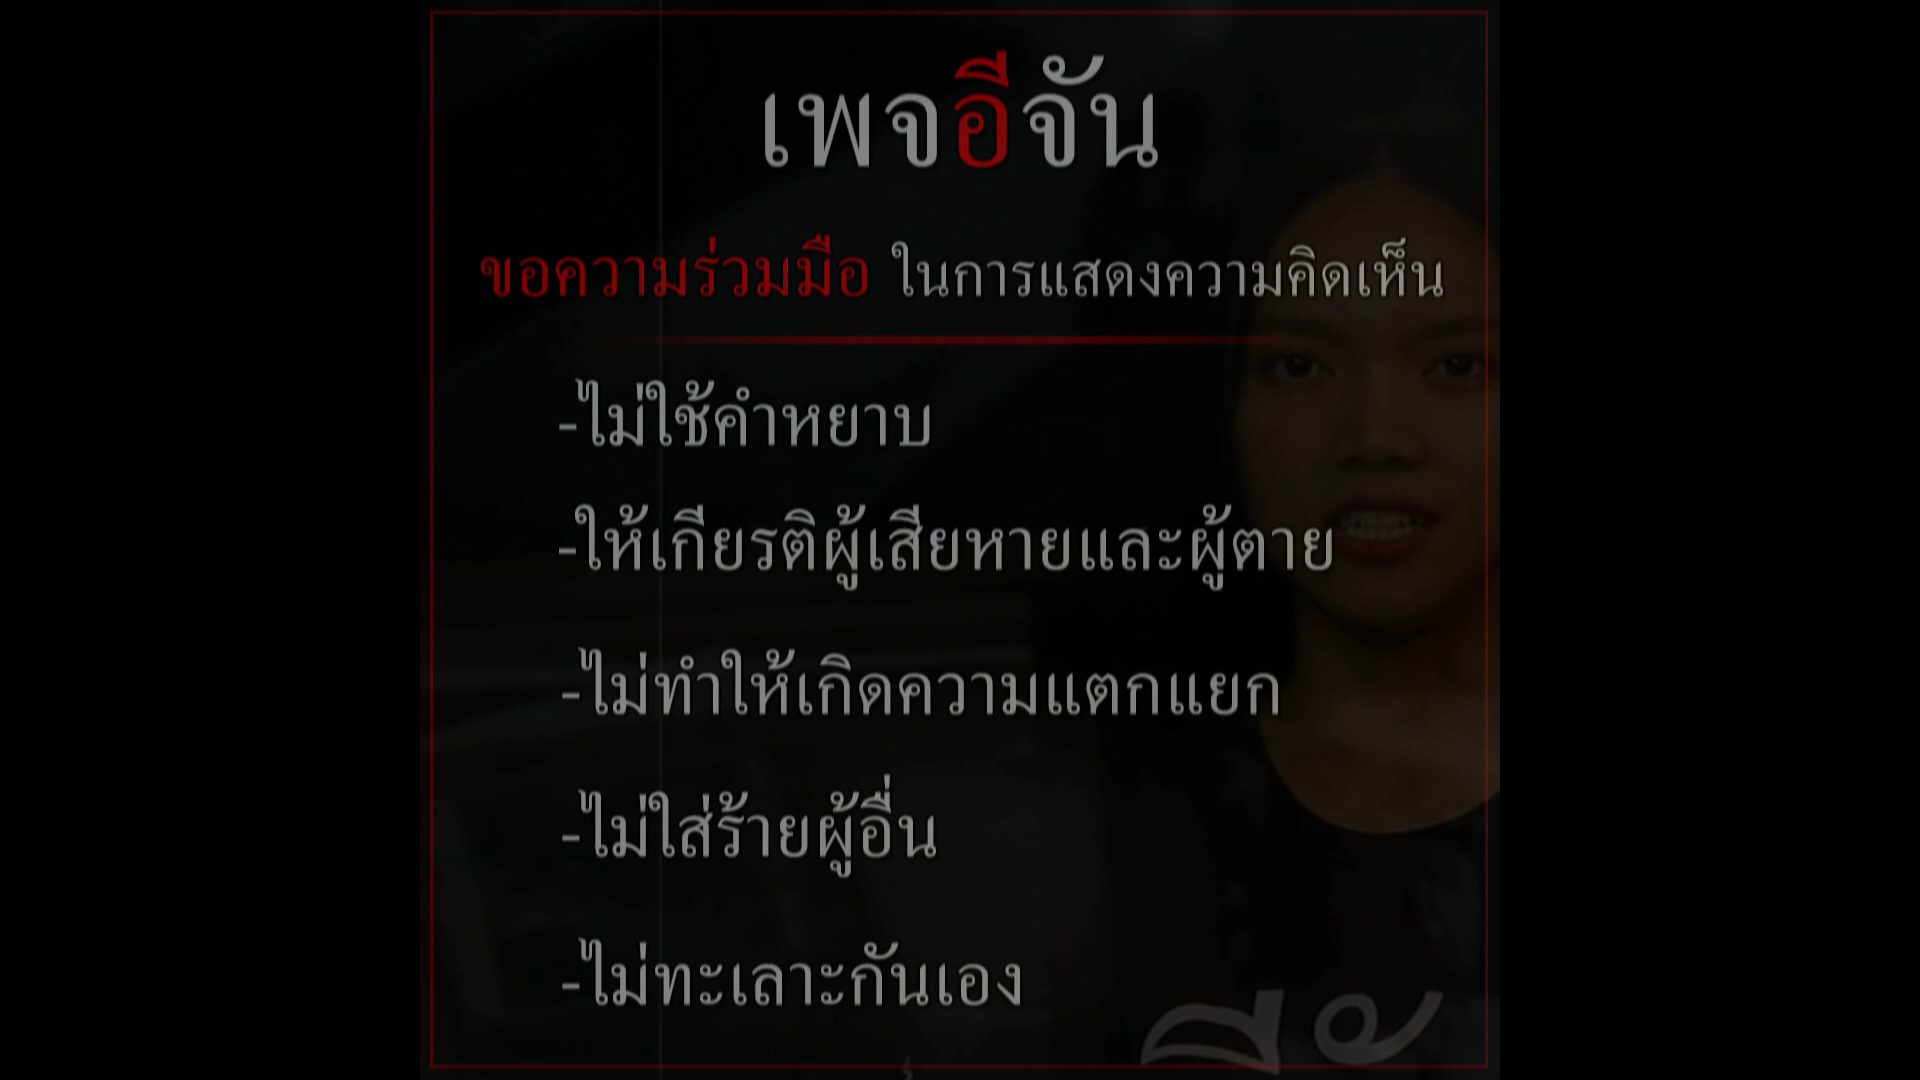 เพจอีจัน
ขอความร่วมมือ ในการแสดงความคิดเห็น
-ไม่ใช้คำหยาบ
-ให้เกียรติผู้เสียหายและผู้ตาย
-ไม่ทำให้เกิดความแตกแยก
-ไม่ใส่ร้ายผู้อื่น
-ไม่ทะเลาะกันเอง